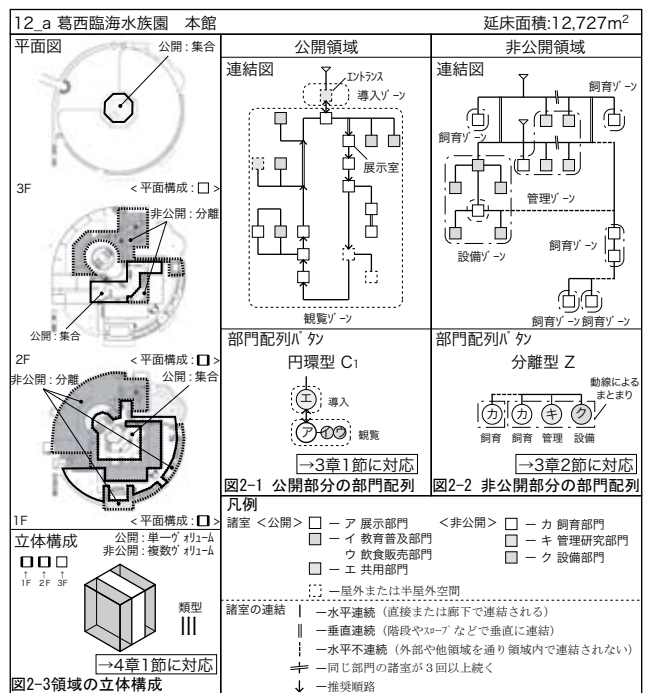 12_a 葛西臨海水族園　本館
延床面積:12,727m2
平面図
公開 : 集合
3F
< 平面構成 : □ >
非公開 : 分離
公開 : 集合
2F
< 平面構成 : □ >
非公開 : 分離
公開 : 集合
1F
< 平面構成 : □ >
立体構成
公開 : 単一ヴォリューム
非公開 : 複数ヴォリューム
↑ ↑ ↑
1F 2F 3F
類型
III
→4章1節に対応
図2-3領域の立体構成
公開領域
連結図
エントランス
導入ゾーン
展示室
観覧ゾーン
部門配列パタン
円環型 C1
エ 導入
ア イ ウ 観覧
→3章1節に対応
図2-1 公開部分の部門配列
非公開領域
連結図
飼育ゾーン
飼育ゾーン
管理ゾーン
設備ゾーン
飼育ゾーン
飼育ゾーン 飼育ゾーン
部門配列パタン
分離型 Z
動線による
まとまり
カ カ キ ク
飼育 飼育 管理 設備
→3章2節に対応
図2-2 非公開部分の部門配列
凡例
諸室 <公開> □ ー ア 展示部門
□ ー イ 教育普及部門
ウ 飲食販売部門
□ ー エ 共用部門
<非公開> □ ー カ 飼育部門
□ ー キ 管理研究部門
□ ー ク 設備部門
ー屋外または半屋外空間
諸室の連結 | ー水平連続（直接または廊下で連結される）
‖ ー垂直連続（階段やスロープなどで垂直に連結）
ー水平不連続（外部や他領域を通り領域内で連結されない）
ー同じ部門の諸室が３回以上続く
↓ ー推奨順路